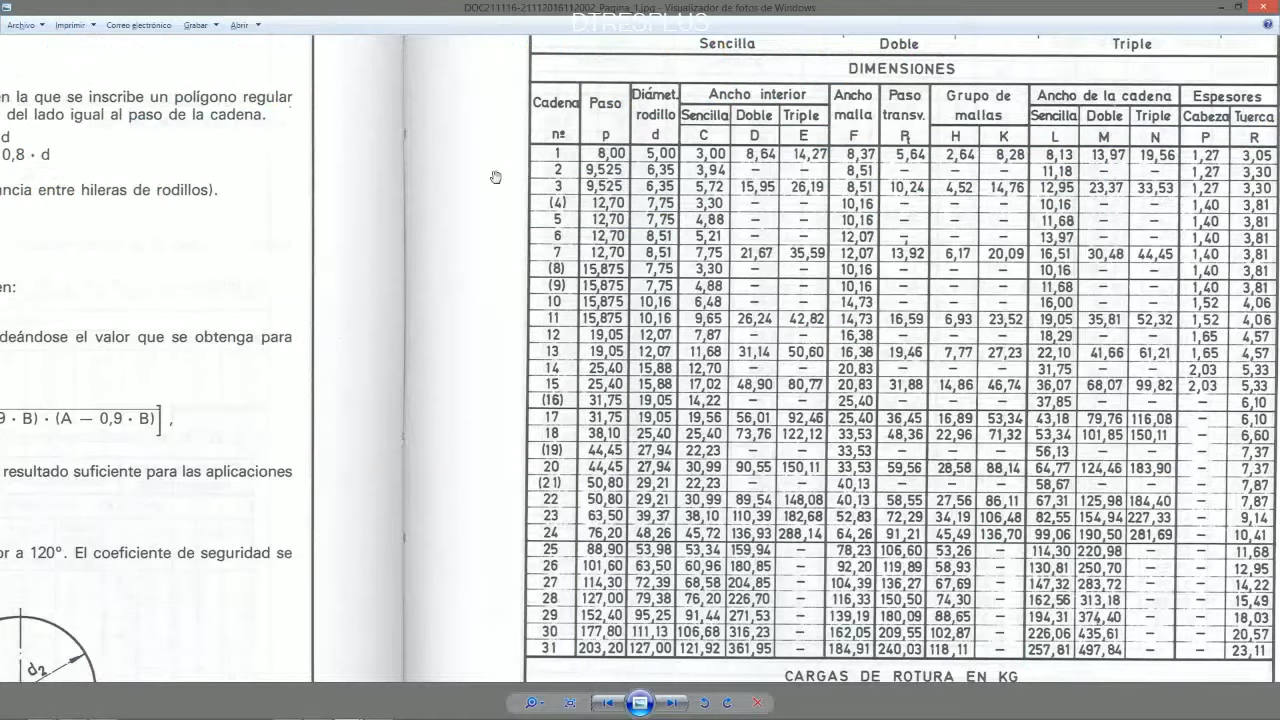 DOC211116-21112016112002_Pagina_1.jpg - Visualizador de fotos de Windows
DTRESPLUS
Archivo Imprimir Correo electrónico Grabar Abrir
en la que se inscribe un polígono regular
del lado igual al paso de la cadena.
d
0,8 · d
ancia entre hileras de rodillos).
en:
deándose el valor que se obtenga para
9 · B) · (A — 0,9 · B)] ,
resultado suficiente para las aplicaciones
or a 120°. El coeficiente de seguridad se
d2
Sencilla Doble Triple
DIMENSIONES
Cadena Paso Diámet. Ancho interior Ancho Paso Grupo de Ancho de la cadena Espesores
rodillo Sencilla Doble Triple malla transv. mallas Sencilla Doble Triple Cabeza Tuerca
nº p d C D E F Rt H K L M N P R
1 8,00 5,00 3,00 8,64 14,27 8,37 5,64 2,64 8,28 8,13 13,97 19,56 1,27 3,05
2 9,525 6,35 3,94 — — 8,51 — — — 11,18 — — 1,27 3,30
3 9,525 6,35 5,72 15,95 26,19 8,51 10,24 4,52 14,76 12,95 23,37 33,53 1,27 3,30
(4) 12,70 7,75 3,30 — — 10,16 — — — 10,16 — — 1,40 3,81
5 12,70 7,75 4,88 — — 10,16 — — — 11,68 — — 1,40 3,81
6 12,70 8,51 5,21 — — 12,07 — — — 13,97 — — 1,40 3,81
7 12,70 8,51 7,75 21,67 35,59 12,07 13,92 6,17 20,09 16,51 30,48 44,45 1,40 3,81
(8) 15,875 7,75 3,30 — — 10,16 — — — 10,16 — — 1,40 3,81
(9) 15,875 7,75 4,88 — — 10,16 — — — 11,68 — — 1,40 3,81
10 15,875 10,16 6,48 — — 14,73 — — — 16,00 — — 1,52 4,06
11 15,875 10,16 9,65 26,24 42,82 14,73 16,59 6,93 23,52 19,05 35,81 52,32 1,52 4,06
12 19,05 12,07 7,87 — — 16,38 — — — 18,29 — — 1,65 4,57
13 19,05 12,07 11,68 31,14 50,60 16,38 19,46 7,77 27,23 22,10 41,66 61,21 1,65 4,57
14 25,40 15,88 12,70 — — 20,83 — — — 31,75 — — 2,03 5,33
15 25,40 15,88 17,02 48,90 80,77 20,83 31,88 14,86 46,74 36,07 68,07 99,82 2,03 5,33
(16) 31,75 19,05 14,22 — — 25,40 — — — 37,85 — — — 6,10
17 31,75 19,05 19,56 56,01 92,46 25,40 36,45 16,89 53,34 43,18 79,76 116,08 — 6,10
18 38,10 25,40 25,40 73,76 122,12 33,53 48,36 22,96 71,32 53,34 101,85 150,11 — 6,60
(19) 44,45 27,94 22,23 — — 33,53 — — — 56,13 — — — 7,37
20 44,45 27,94 30,99 90,55 150,11 33,53 59,56 28,58 88,14 64,77 124,46 183,90 — 7,37
(21) 50,80 29,21 22,23 — — 40,13 — — — 58,67 — — — 7,87
22 50,80 29,21 30,99 89,54 148,08 40,13 58,55 27,56 86,11 67,31 125,98 184,40 — 7,87
23 63,50 39,37 38,10 110,39 182,68 52,83 72,29 34,19 106,48 82,55 154,94 227,33 — 9,14
24 76,20 48,26 45,72 136,93 288,14 64,26 91,21 45,49 136,70 99,06 190,50 281,69 — 10,41
25 88,90 53,98 53,34 159,94 — 78,23 106,60 53,26 — 114,30 220,98 — — 11,68
26 101,60 63,50 60,96 180,85 — 92,20 119,89 58,93 — 130,81 250,70 — — 12,95
27 114,30 72,39 68,58 204,85 — 104,39 136,27 67,69 — 147,32 283,72 — — 14,22
28 127,00 79,38 76,20 226,70 — 116,33 150,50 74,30 — 162,56 313,18 — — 15,49
29 152,40 95,25 91,44 271,53 — 139,19 180,09 88,65 — 194,31 374,40 — — 18,03
30 177,80 111,13 106,68 316,23 — 162,05 209,55 102,87 — 226,06 435,61 — — 20,57
31 203,20 127,00 121,92 361,95 — 184,91 240,03 118,11 — 257,81 497,84 — — 23,11
CARGAS DE ROTURA EN KG